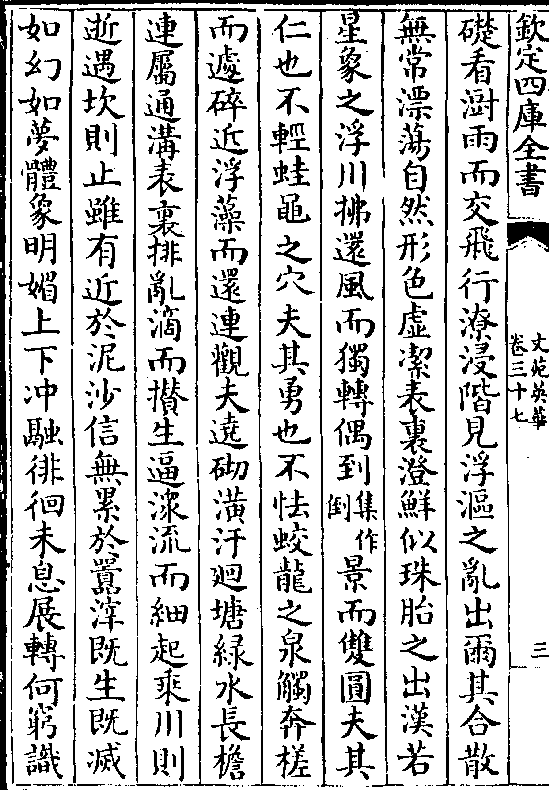 欽定四庫全書
文苑英華
卷三十七
三
礎看澍雨而交飛行潦浸階見浮漚之亂出爾其合散
無常漂蕩自然形色虛潔表裏澄鮮似珠胎之出漢若
星象之浮川拂還風而獨轉偶到集作倒景而雙圓夫其
仁也不輕蛙黽之穴夫其勇也不怯蛟龍之泉觸奔槎
而遽碎近浮藻而還連觀夫遶砌潢汙廻塘緑水長檐
連屬通溝表裏排亂滴而攅生逼湥流而細起乘川則
逝遇坎則止雖有近於泥沙信無累於嚣滓既生既滅
如幻如夢體象明媚上下冲融徘徊未息展轉何窮識